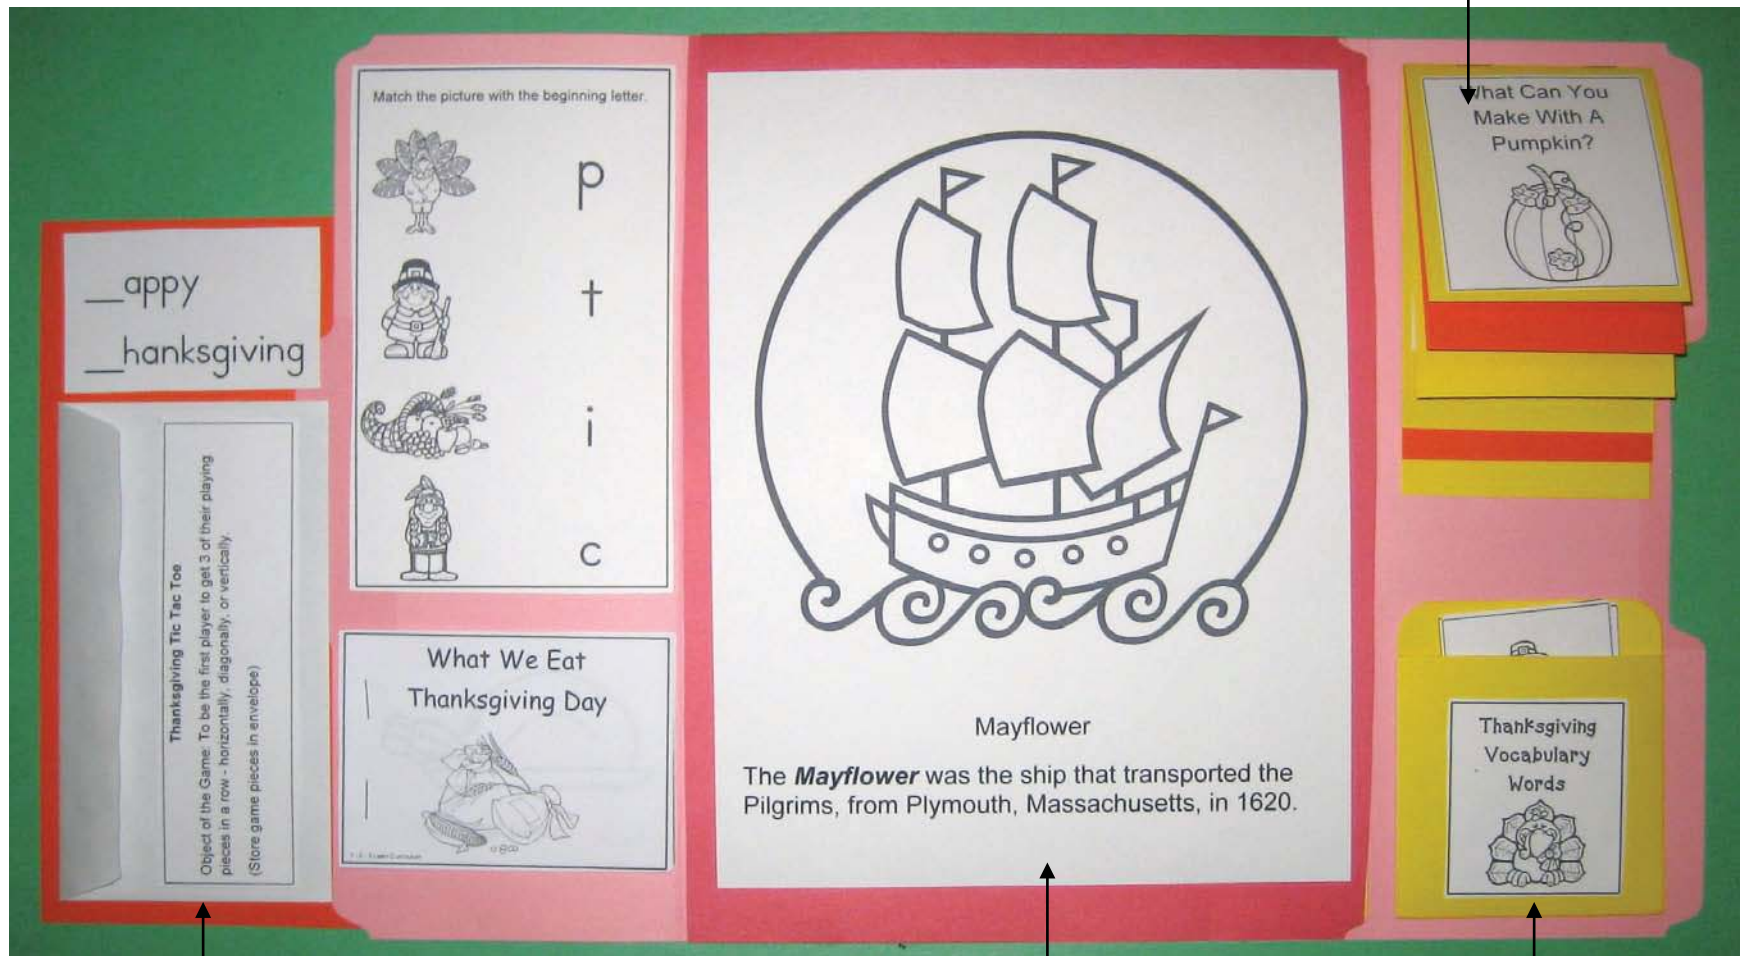 __appy
__hanksgiving
Thanksgiving Tic Tac Toe
Object of the Game: To be the first player to get 3 of their playing
pieces in a row - horizontally, diagonally, or vertically.
(Store game pieces in envelope)
Match the picture with the beginning letter.
p
t
i
c
What We Eat
Thanksgiving Day
Mayflower
The Mayflower was the ship that transported the
Pilgrims, from Plymouth, Massachusetts, in 1620.
What Can You
Make With A
Pumpkin?
Thanksgiving
Vocabulary
Words